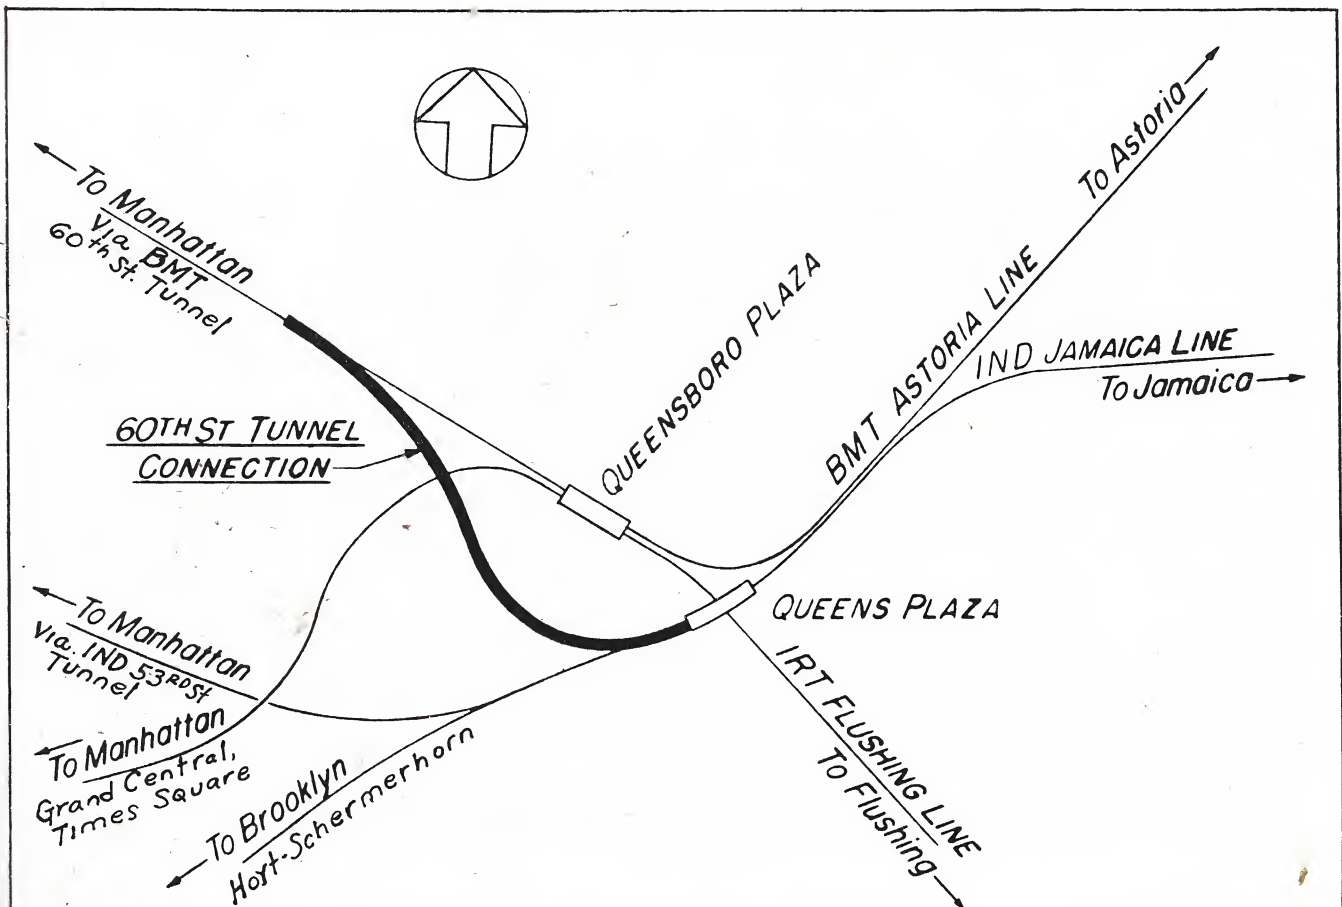 To Manhattan
Via BMT
60th St. Tunnel
QUEENSBORO PLAZA
To Astoria
BMT ASTORIA LINE
IND JAMAICA LINE
To Jamaica
60TH ST TUNNEL
CONNECTION
QUEENS PLAZA
To Manhattan
Via. IND 53RD St
Tunnel
To Manhattan
Grand Central,
Times Square
To Brooklyn
Hoyt-Schermerhorn
IRT FLUSHING LINE
To Flushing